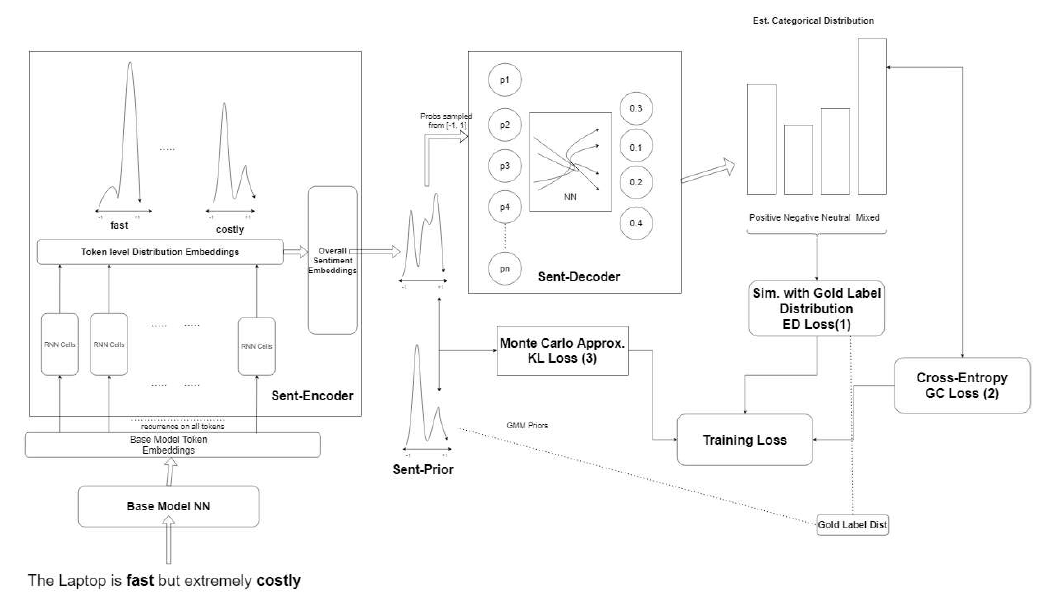 Est. Categorical Distribution
p1
Probs sampled
from [-1, 1]
p2
p3
p4
pn
NN
0.3
0.1
0.2
0.4
Sent-Decoder
Positive Negative Neutral Mixed
.....
-1 +1
fast
-1 +1
costly
Token level Distribution Embeddings
Overall
Sentiment
Embeddings
-1 +1
RNN Cells
RNN Cells
..... .....
RNN Cells
..... .....
Sent-Encoder
recurrence on all tokens
Base Model Token
Embeddings
Base Model NN
The Laptop is fast but extremely costly
Monte Carlo Approx.
KL Loss (3)
-1 +1
Sent-Prior
GMM Priors
Sim. with Gold Label
Distribution
ED Loss(1)
Cross-Entropy
GC Loss (2)
Training Loss
Gold Label Dist